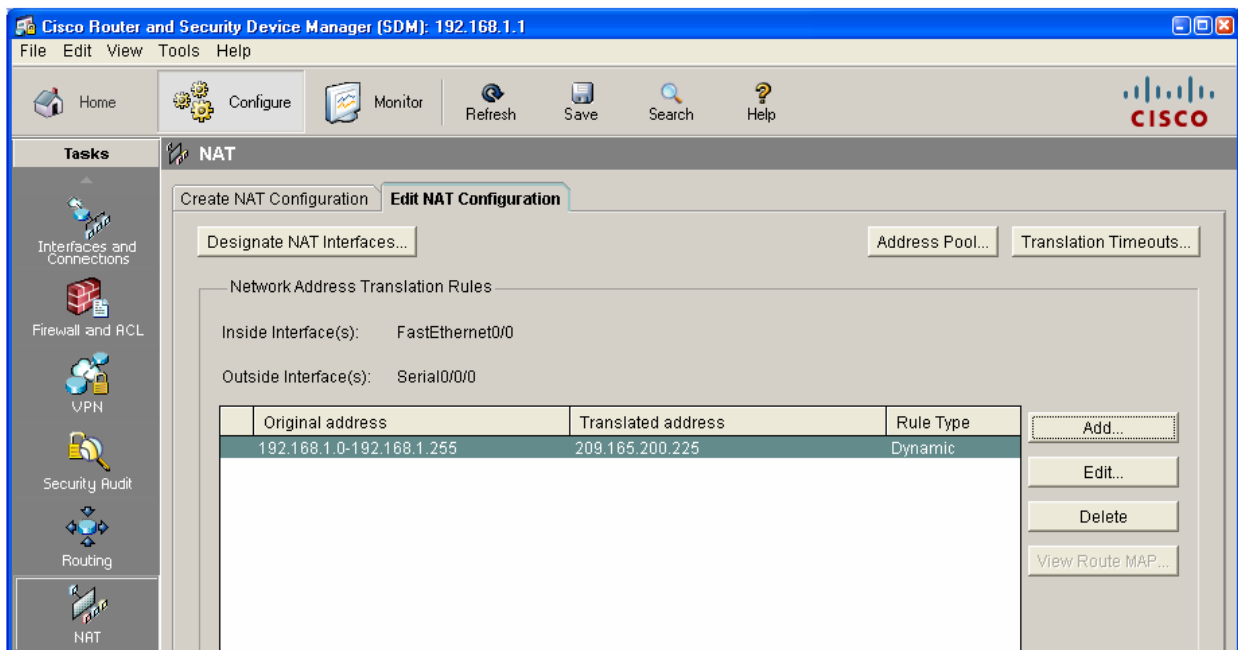 Cisco Router and Security Device Manager (SDM): 192.168.1.1
File Edit View Tools Help
Home Configure Monitor Refresh Save Search Help
CISCO
Tasks
NAT
Create NAT Configuration Edit NAT Configuration
Interfaces and Connections
Designate NAT Interfaces... Address Pool... Translation Timeouts...
Network Address Translation Rules
Firewall and ACL
Inside Interface(s): FastEthernet0/0
Outside Interface(s): Serial0/0/0
VPN
Original address Translated address Rule Type
192.168.1.0-192.168.1.255 209.165.200.225 Dynamic
Add...
Edit...
Security Audit
Delete
Routing
View Route MAP...
NAT